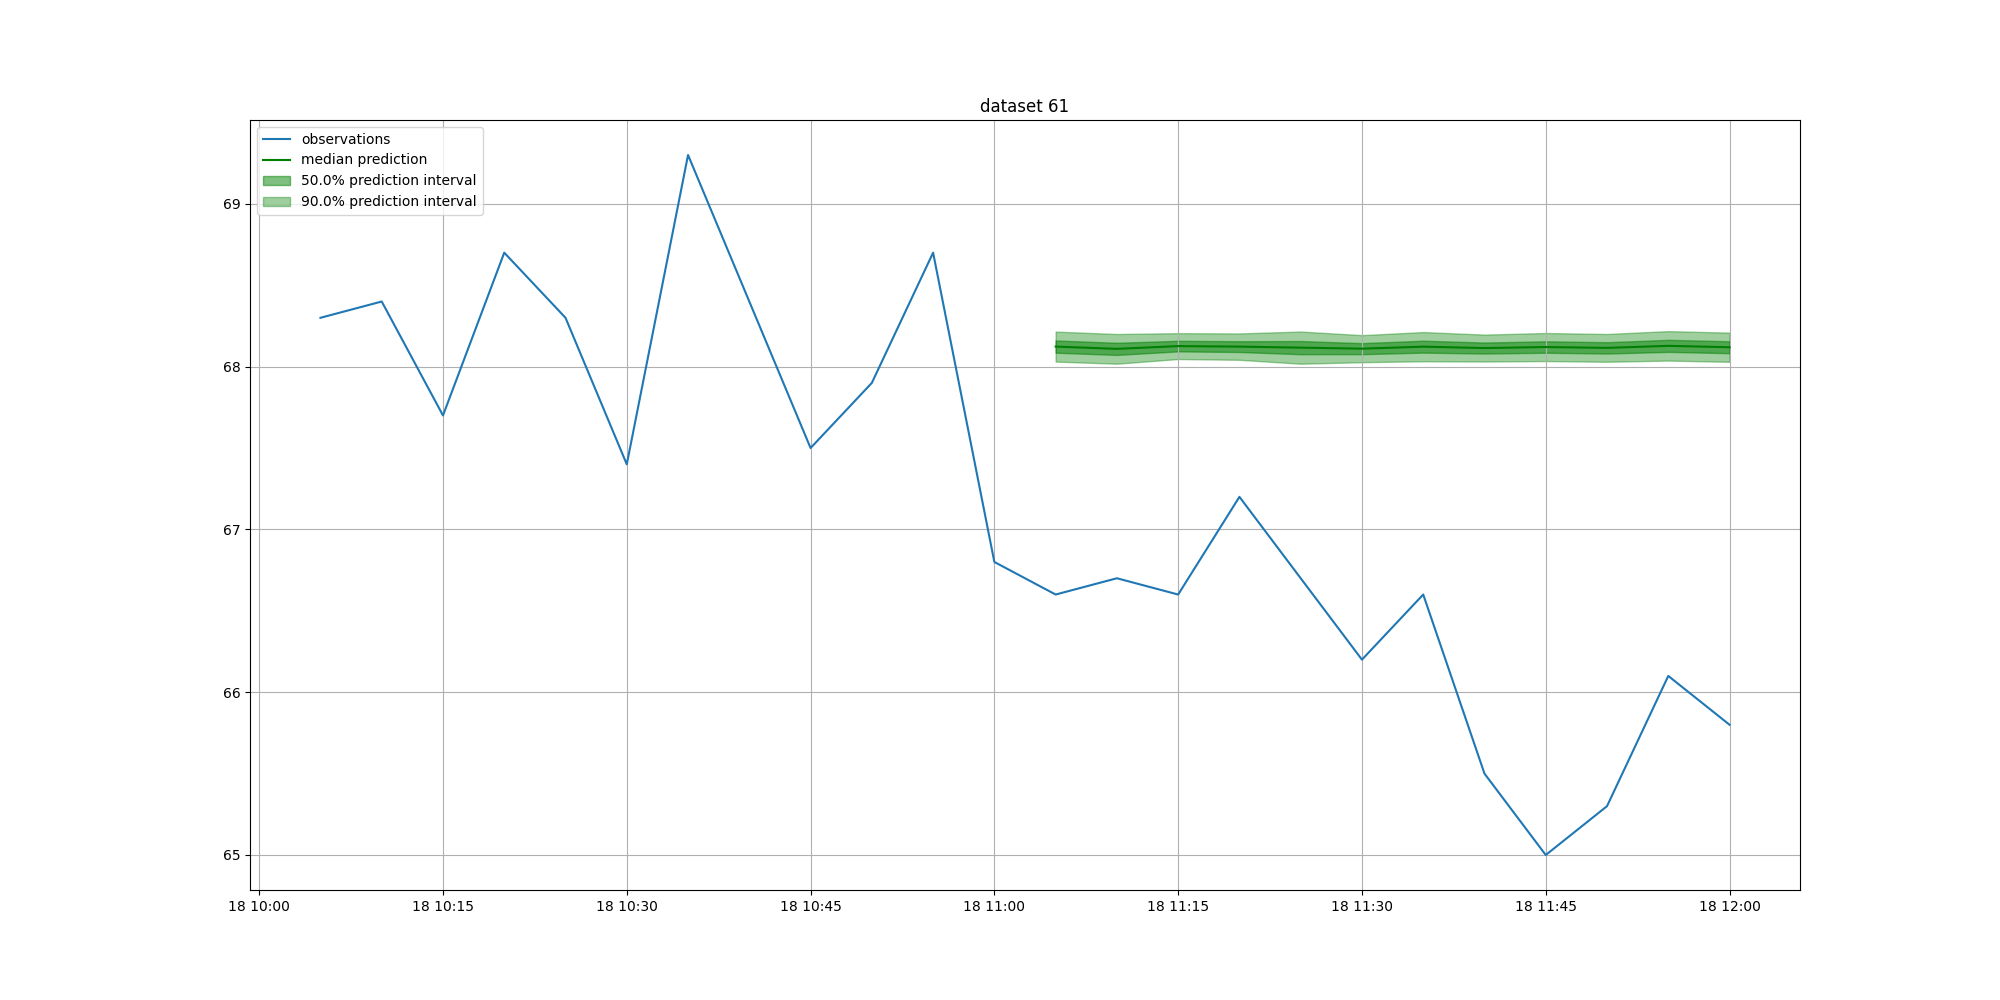 dataset 61
observations
median prediction
50.0% prediction interval
90.0% prediction interval
69
68
67
66
65
18 10:00 18 10:15 18 10:30 18 10:45 18 11:00 18 11:15 18 11:30 18 11:45 18 12:00